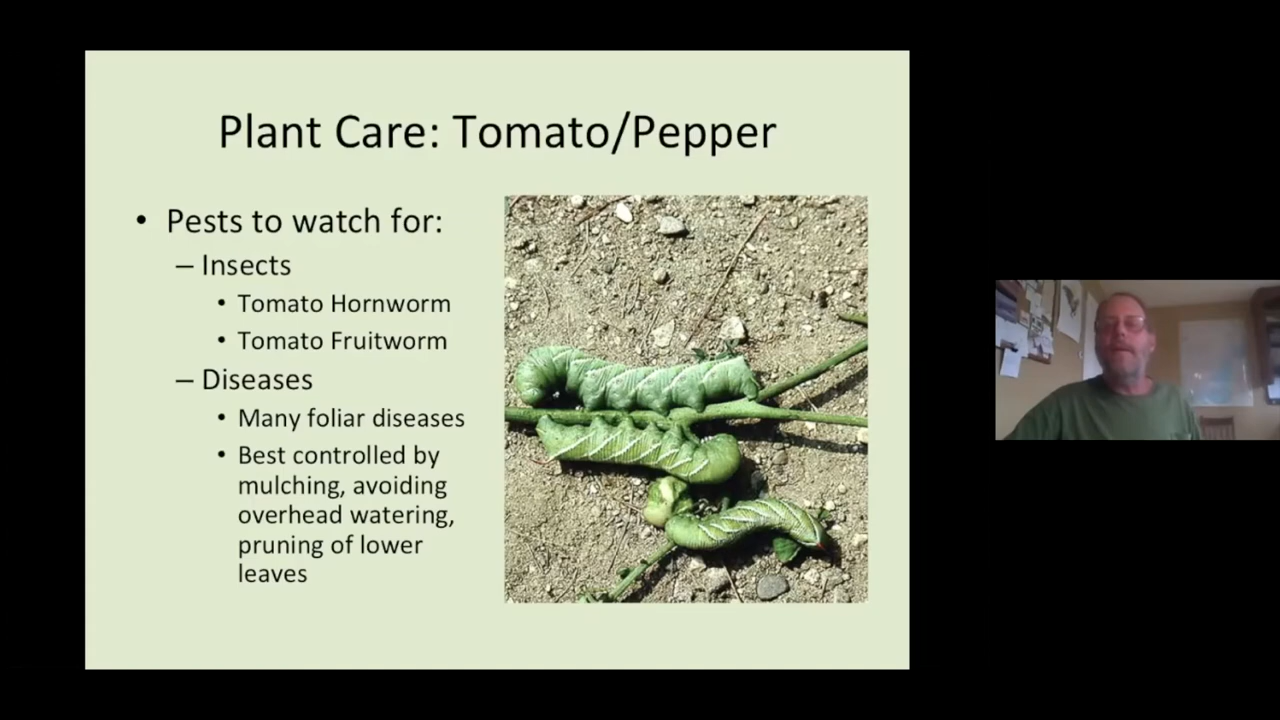 Plant Care: Tomato/Pepper
• Pests to watch for:
– Insects
• Tomato Hornworm
• Tomato Fruitworm
– Diseases
• Many foliar diseases
• Best controlled by
mulching, avoiding
overhead watering,
pruning of lower
leaves